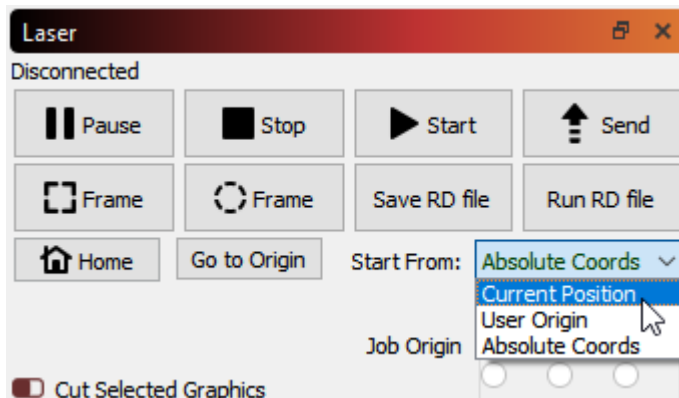 Laser
Disconnected
Pause Stop Start Send
Frame Frame Save RD file Run RD file
Home Go to Origin Start From: Absolute Coords
Current Position
User Origin
Job Origin Absolute Coords
Cut Selected Graphics